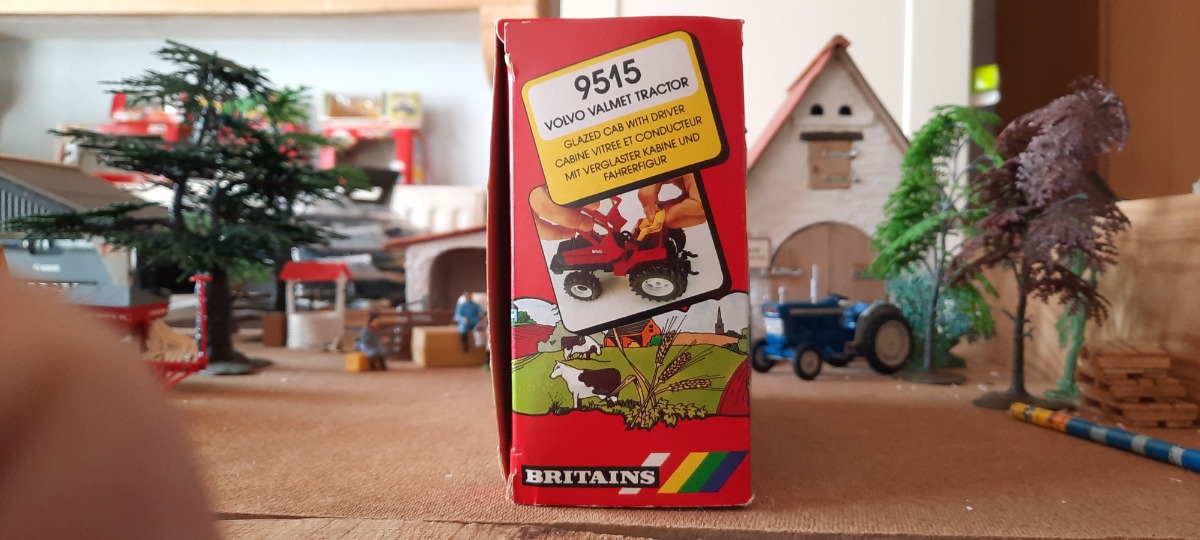 9515
VOLVO VALMET TRACTOR
GLAZED CAB WITH DRIVER
CABINE VITREE ET CONDUCTEUR
MIT VERGLASTER KABINE UND
FAHRERFIGUR
BRITAINS